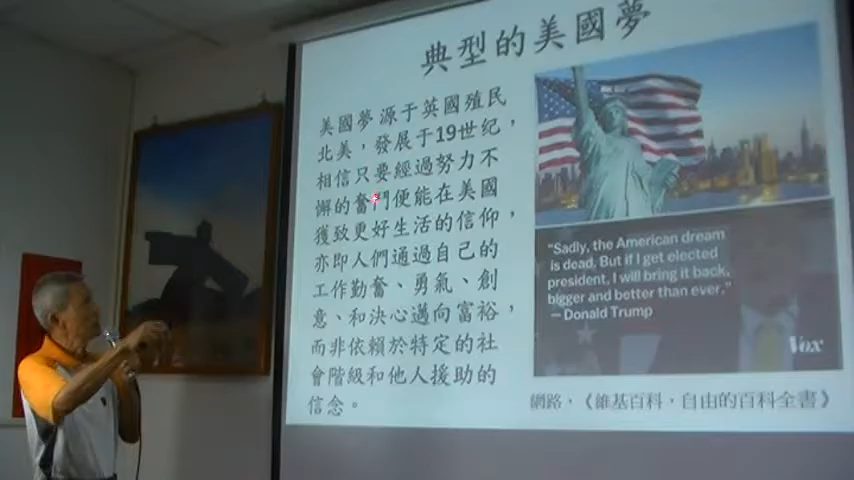 典型的美國夢
美國夢 源于英國殖民
北美，發展于19世纪，
相信只要經過努力不
懈的奮鬥便能在美國
獲致更好生活的信仰，
亦即人們通過自己的
工作勤奮、勇氣、創
意、和決心邁向富裕，
而非依賴於特定的社
會階級和他人援助的
信念。
"Sadly, the American dream
is dead. But if I get elected
president, I will bring it back,
bigger and better than ever."
— Donald Trump
Vox
網路，《維基百科，自由的百科全書》